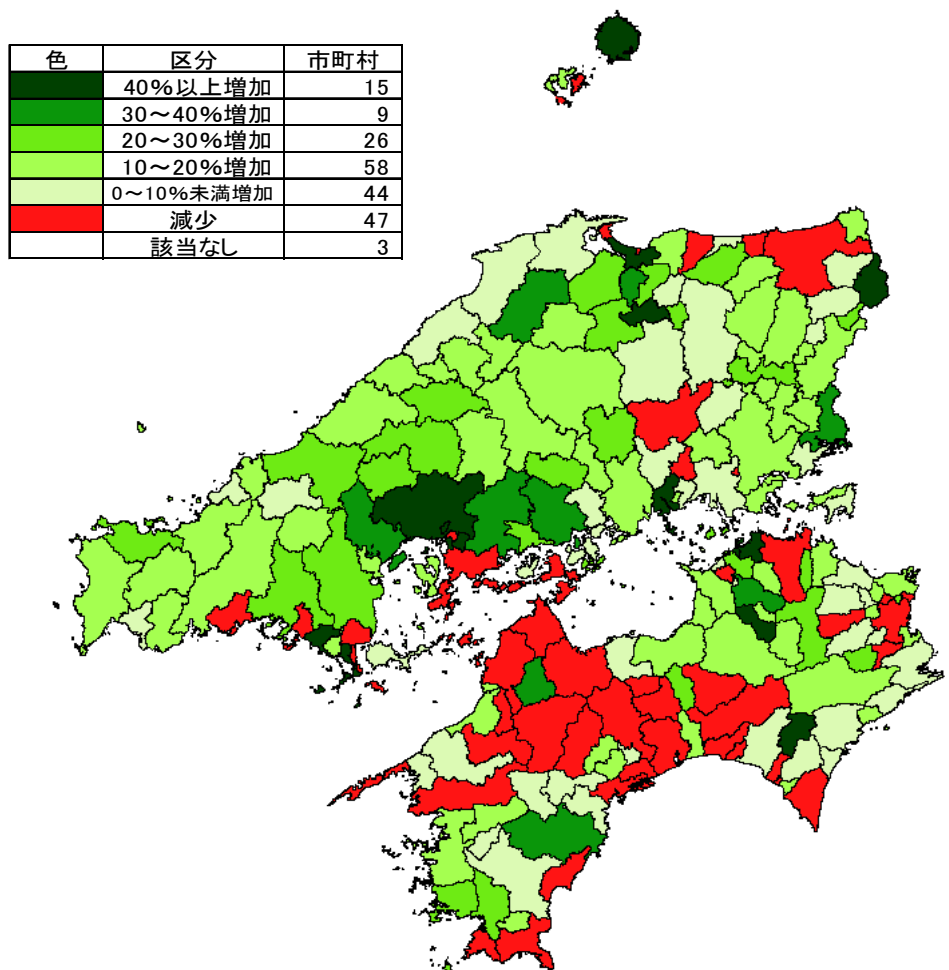 色 区分 市町村
40%以上増加 15
30～40%増加 9
20～30%増加 26
10～20%増加 58
0～10%未満増加 44
減少 47
該当なし 3